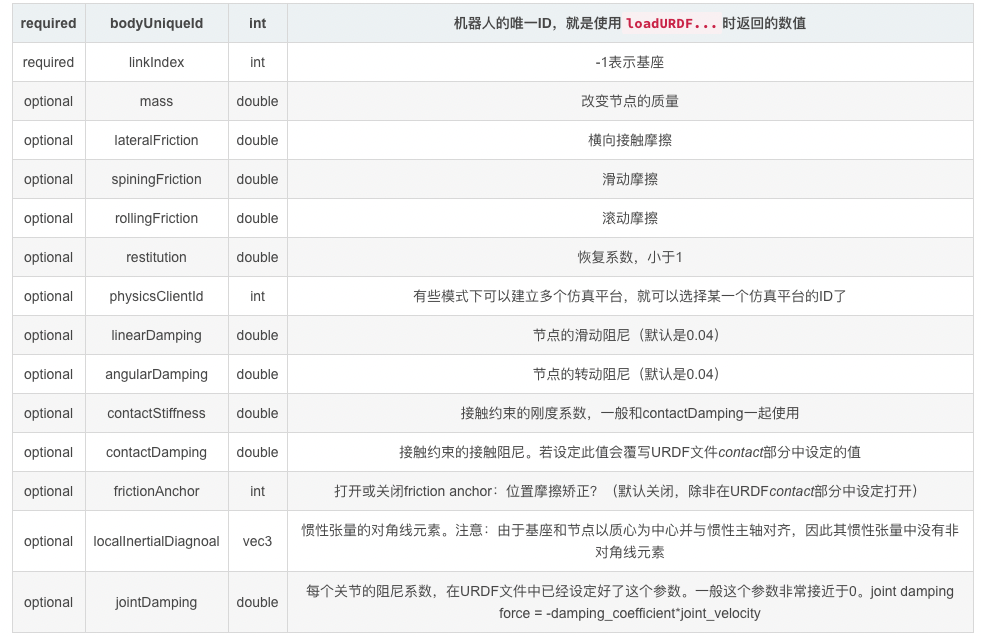 required bodyUniqueId int 机器人的唯一ID，就是使用 loadURDF... 时返回的数值
required linkIndex int -1表示基座
optional mass double 改变节点的质量
optional lateralFriction double 横向接触摩擦
optional spiningFriction double 滑动摩擦
optional rollingFriction double 滚动摩擦
optional restitution double 恢复系数，小于1
optional physicsClientId int 有些模式下可以建立多个仿真平台，就可以选择某一个仿真平台的ID了
optional linearDamping double 节点的滑动阻尼（默认是0.04）
optional angularDamping double 节点的转动阻尼（默认是0.04）
optional contactStiffness double 接触约束的刚度系数，一般和contactDamping一起使用
optional contactDamping double 接触约束的接触阻尼。若设定此值会覆写URDF文件contact部分中设定的值
optional frictionAnchor int 打开或关闭friction anchor：位置摩擦矫正？（默认关闭，除非在URDFcontact部分中设定打开）
optional localInertialDiagnoal vec3 惯性张量的对角线元素。注意：由于基座和节点以质心为中心并与惯性主轴对齐，因此其惯性张量中没有非
对角线元素
optional jointDamping double 每个关节的阻尼系数，在URDF文件中已经设定好了这个参数。一般这个参数非常接近于0。joint damping
force = -damping_coefficient*joint_velocity